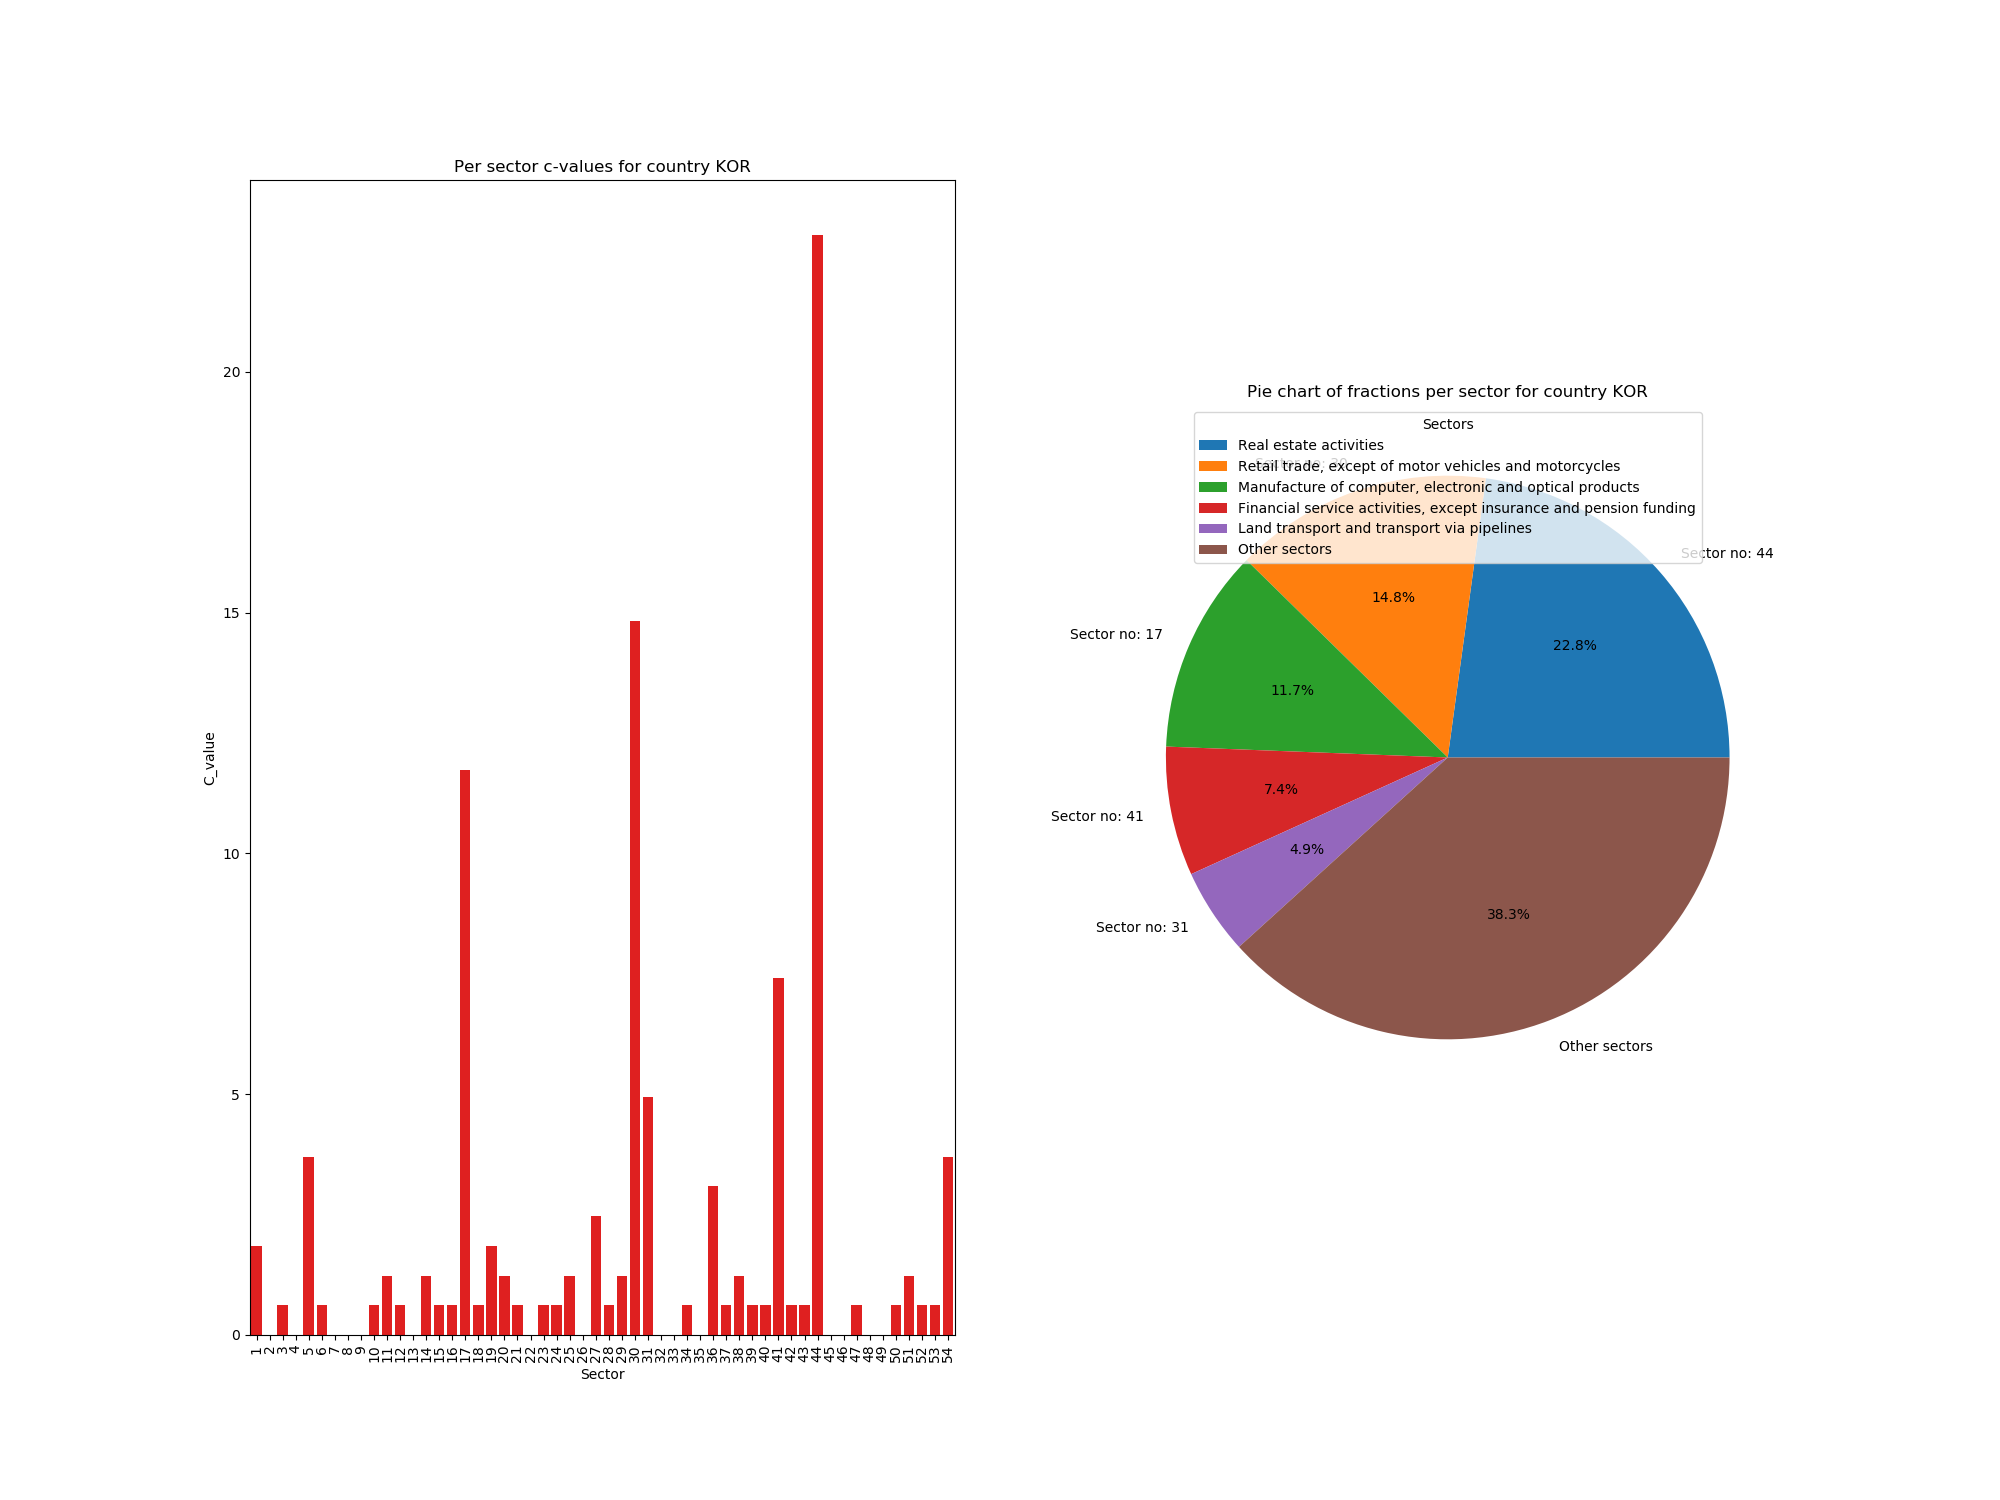 Per sector c-values for country KOR
20
15
10
5
0
C_value
1 2 3 4 5 6 7 8 9 10 11 12 13 14 15 16 17 18 19 20 21 22 23 24 25 26 27 28 29 30 31 32 33 34 35 36 37 38 39 40 41 42 43 44 45 46 47 48 49 50 51 52 53 54
Sector
Pie chart of fractions per sector for country KOR
Sectors
Real estate activities
Retail trade, except of motor vehicles and motorcycles
Manufacture of computer, electronic and optical products
Financial service activities, except insurance and pension funding
Land transport and transport via pipelines
Other sectors
Sector no: 30
Sector no: 44
14.8%
Sector no: 17
22.8%
11.7%
7.4%
Sector no: 41
4.9%
Sector no: 31
38.3%
Other sectors